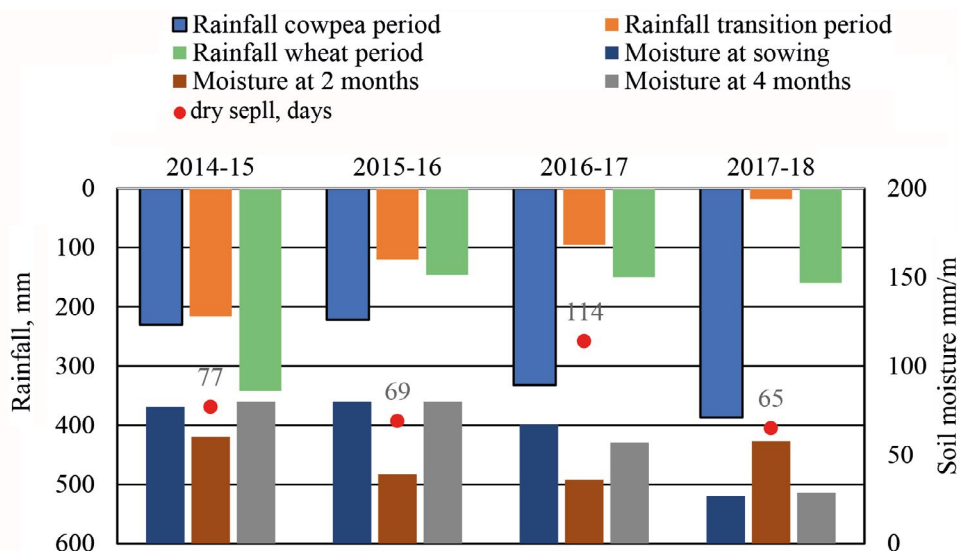 Rainfall cowpea period
Rainfall transition period
Rainfall wheat period
Moisture at sowing
Moisture at 2 months
Moisture at 4 months
dry sepll, days
2014-15
2015-16
2016-17
2017-18
0
100
200
300
400
500
600
Rainfall, mm
77
69
114
65
200
150
100
50
0
Soil moisture mm/m